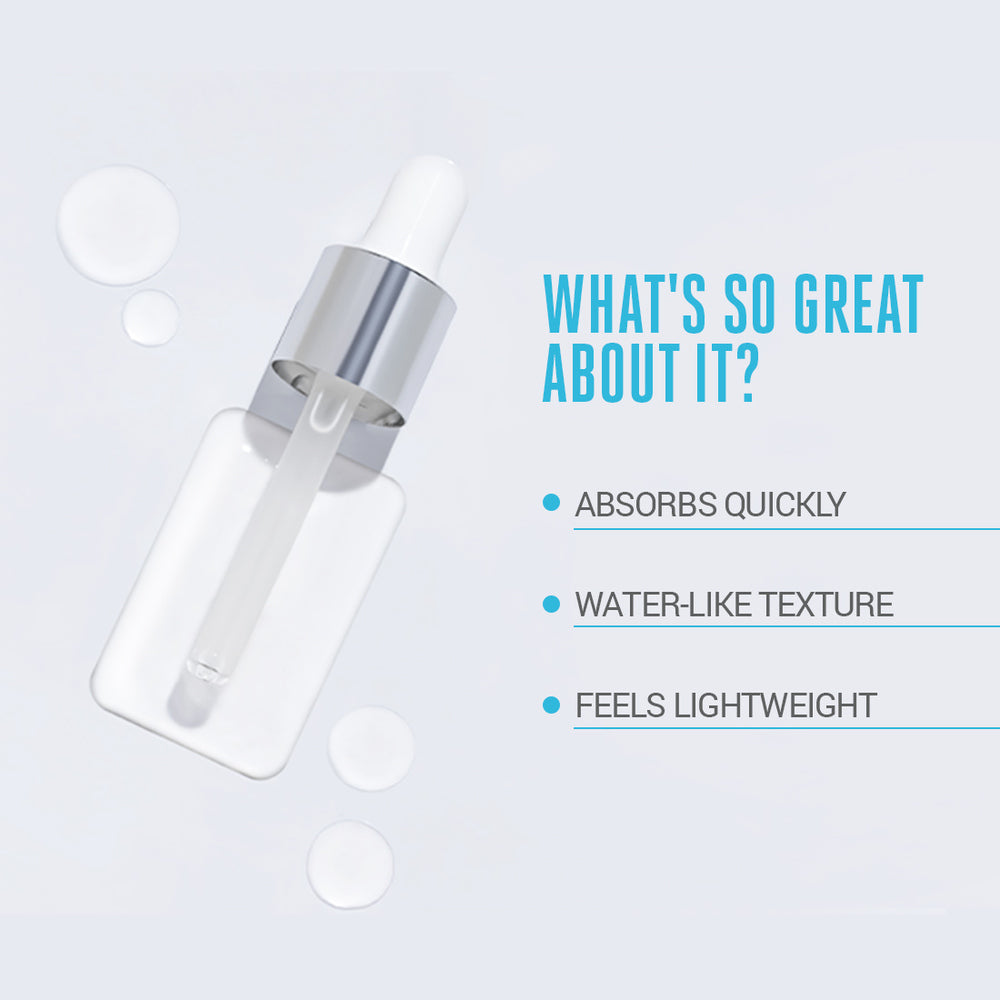 WHAT'S SO GREAT
ABOUT IT?
ABSORBS QUICKLY
WATER-LIKE TEXTURE
FEELS LIGHTWEIGHT